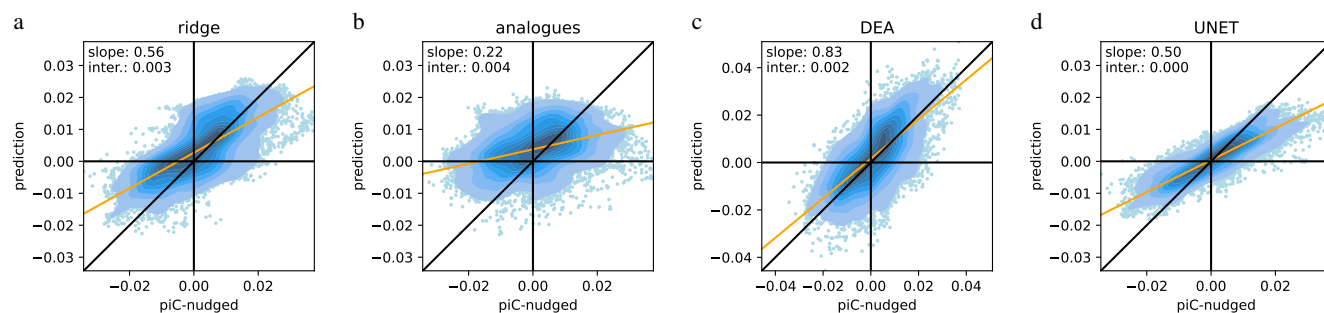 a
ridge
slope: 0.56
inter.: 0.003
0.03
0.02
0.01
0.00
−0.01
−0.02
−0.03
prediction
−0.02
0.00
0.02
piC-nudged
b
analogues
slope: 0.22
inter.: 0.004
0.03
0.02
0.01
0.00
−0.01
−0.02
−0.03
prediction
−0.02
0.00
0.02
piC-nudged
c
DEA
slope: 0.83
inter.: 0.002
0.04
0.02
0.00
−0.02
−0.04
prediction
−0.04
−0.02
0.00
0.02
0.04
piC-nudged
d
UNET
slope: 0.50
inter.: 0.000
0.03
0.02
0.01
0.00
−0.01
−0.02
−0.03
prediction
−0.02
0.00
0.02
piC-nudged